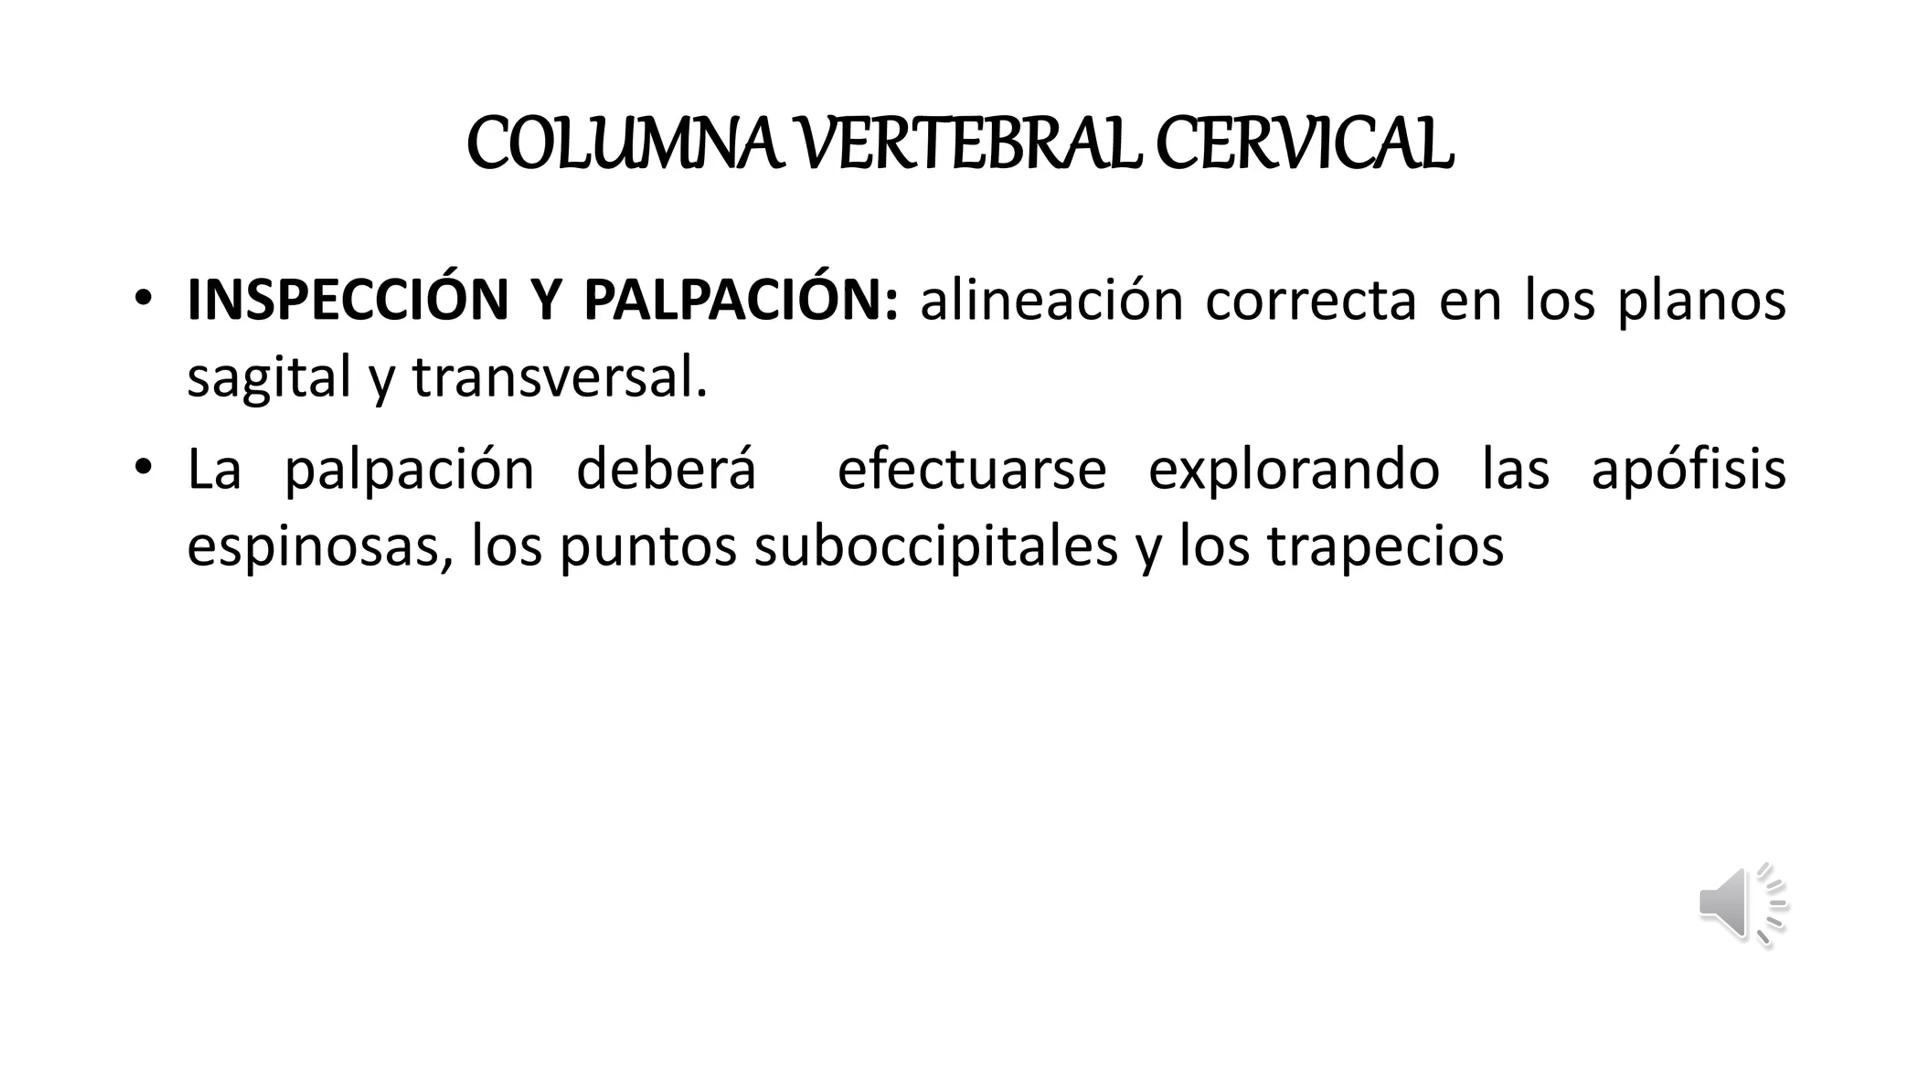 COLUMNA VERTEBRAL CERVICAL
• INSPECCIÓN Y PALPACIÓN: alineación correcta en los planos
sagital y transversal.
• La palpación deberá  efectuarse explorando las apófisis
espinosas, los puntos suboccipitales y los trapecios